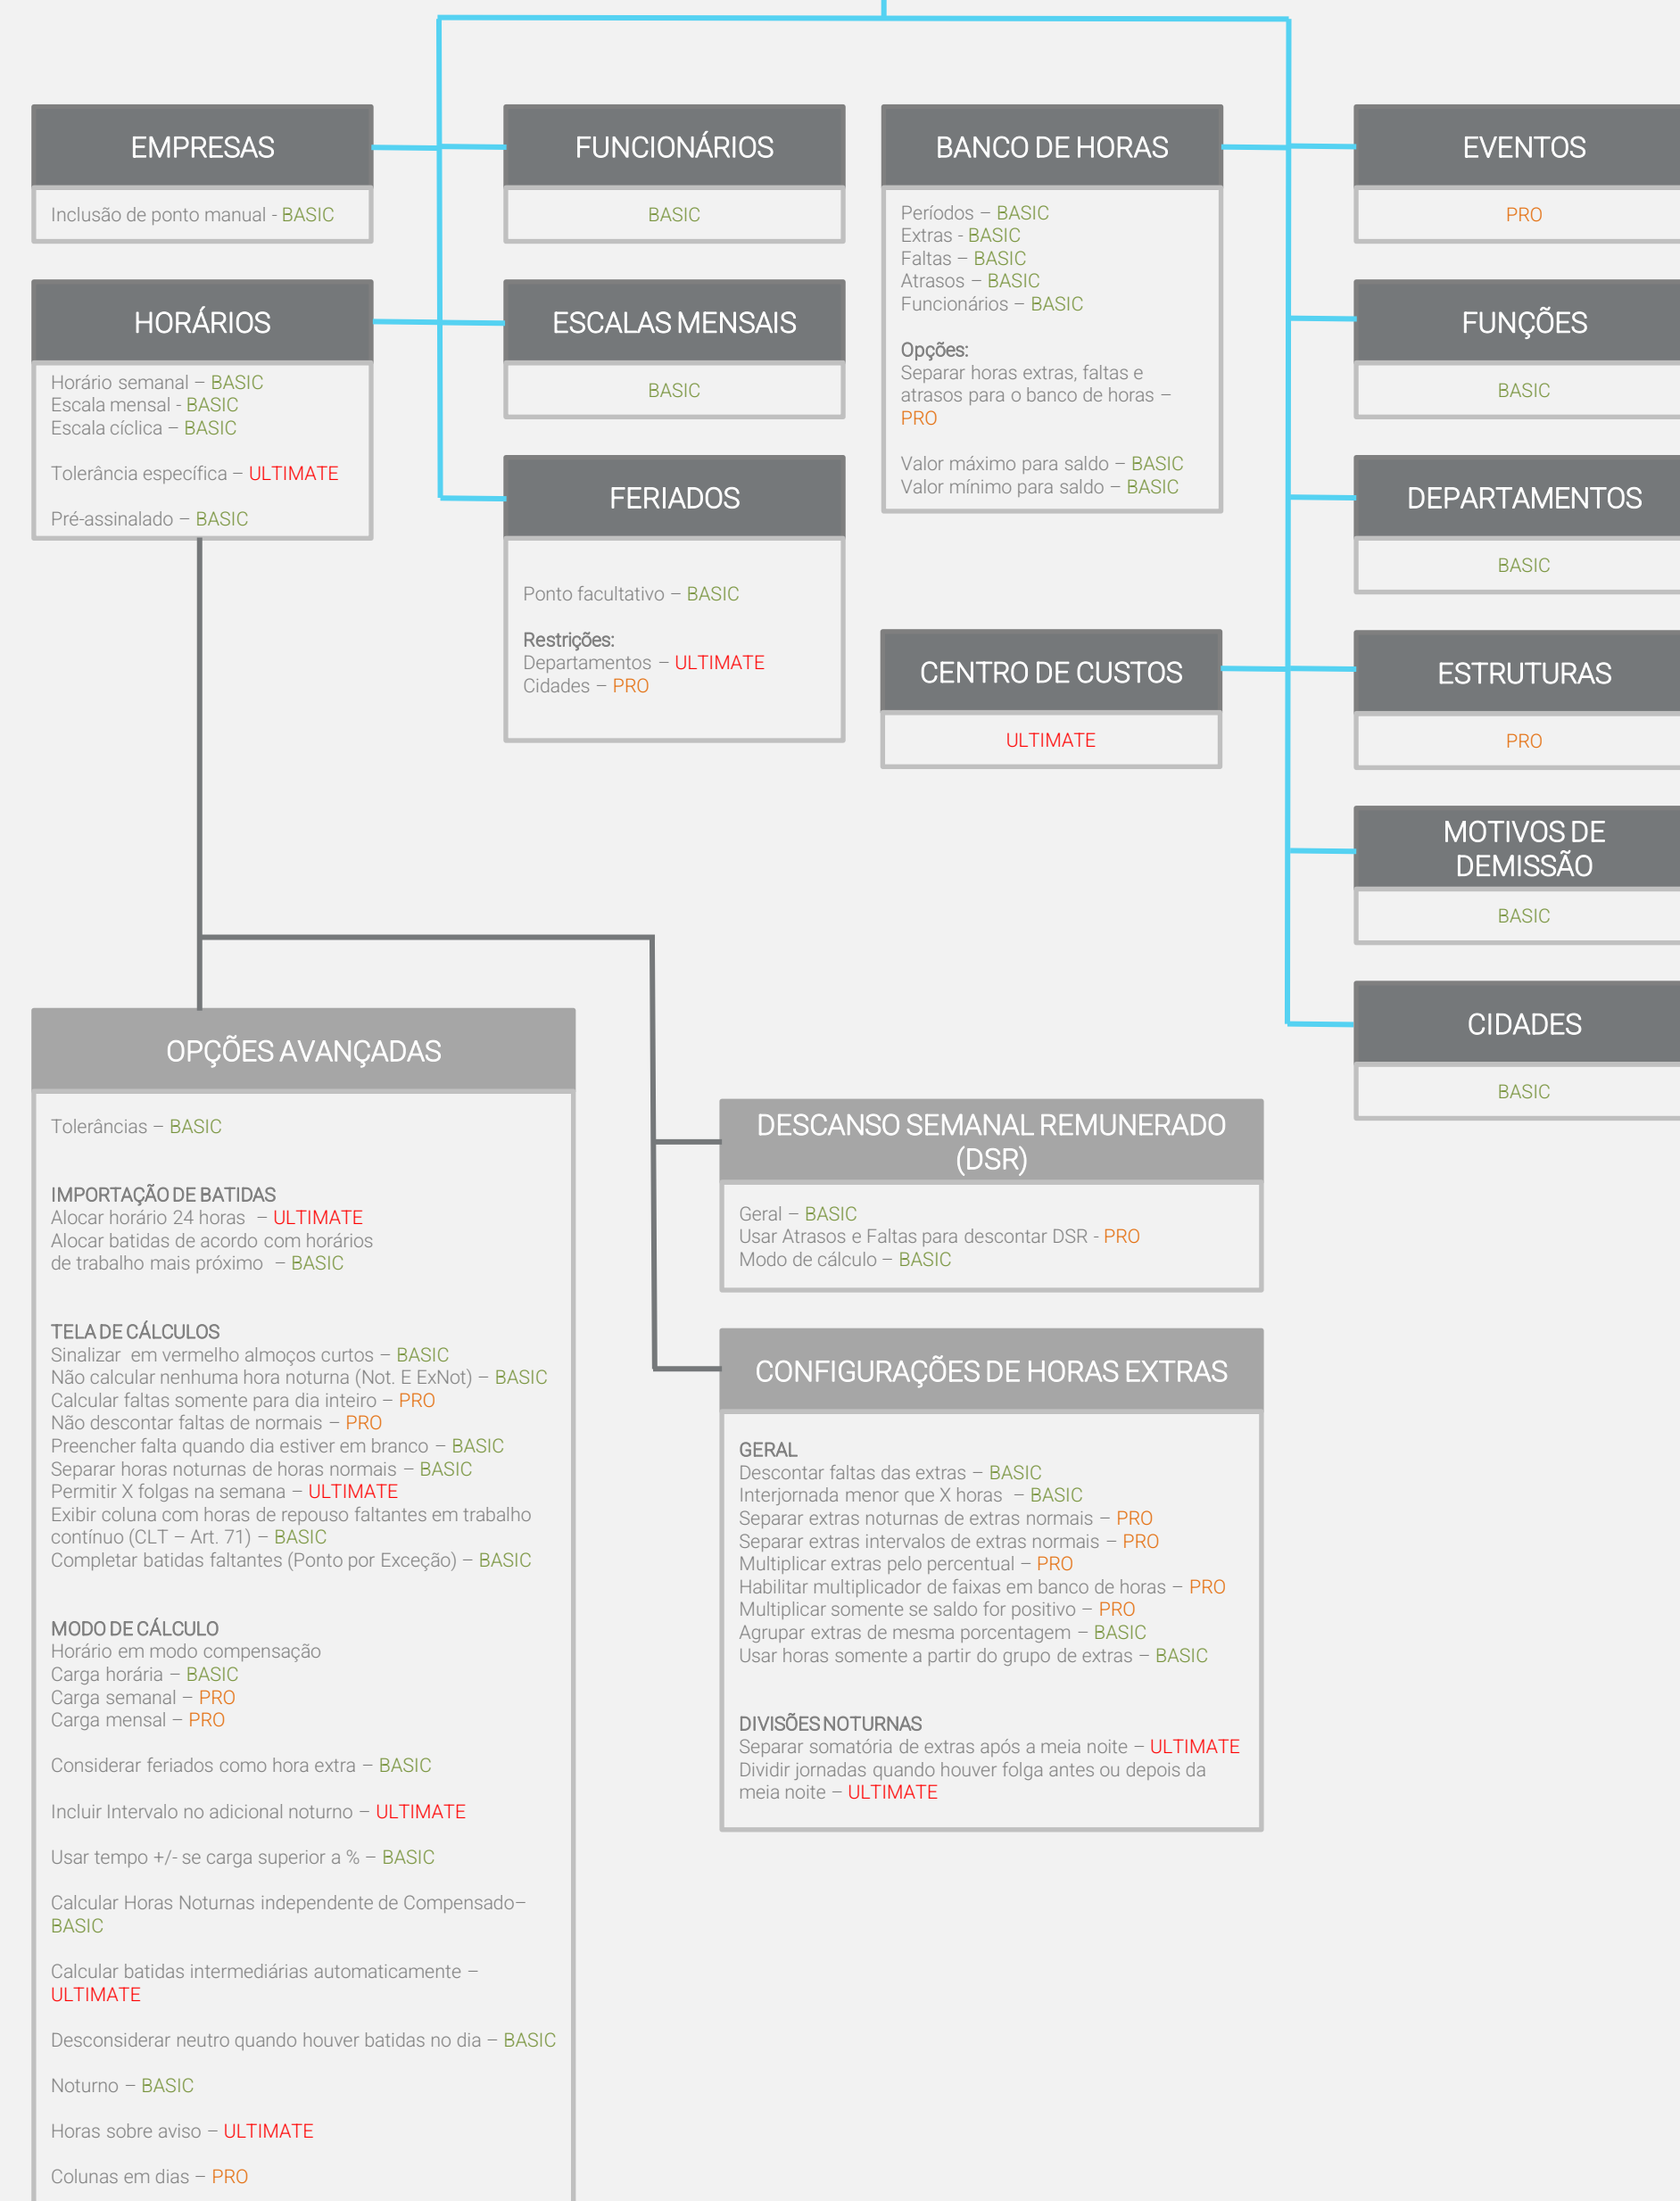 EMPRESAS
Inclusão de ponto manual - BASIC
FUNCIONÁRIOS
BASIC
BANCO DE HORAS
Períodos – BASIC
Extras - BASIC
Faltas – BASIC
Atrasos – BASIC
Funcionários – BASIC
Opções:
Separar horas extras, faltas e
atrasos para o banco de horas –
PRO
Valor máximo para saldo – BASIC
Valor mínimo para saldo – BASIC
EVENTOS
PRO
HORÁRIOS
Horário semanal – BASIC
Escala mensal - BASIC
Escala cíclica – BASIC
Tolerância específica – ULTIMATE
Pré-assinalado – BASIC
ESCALAS MENSAIS
BASIC
FUNÇÕES
BASIC
FERIADOS
Ponto facultativo – BASIC
Restrições:
Departamentos – ULTIMATE
Cidades – PRO
DEPARTAMENTOS
BASIC
CENTRO DE CUSTOS
ULTIMATE
ESTRUTURAS
PRO
MOTIVOS DE
DEMISSÃO
BASIC
CIDADES
BASIC
OPÇÕES AVANÇADAS
Tolerâncias – BASIC
IMPORTAÇÃO DE BATIDAS
Alocar horário 24 horas – ULTIMATE
Alocar batidas de acordo com horários
de trabalho mais próximo – BASIC
TELA DE CÁLCULOS
Sinalizar em vermelho almoços curtos – BASIC
Não calcular nenhuma hora noturna (Not. E ExNot) – BASIC
Calcular faltas somente para dia inteiro – PRO
Não descontar faltas de normais – PRO
Preencher falta quando dia estiver em branco – BASIC
Separar horas noturnas de horas normais – BASIC
Permitir X folgas na semana – ULTIMATE
Exibir coluna com horas de repouso faltantes em trabalho
contínuo (CLT – Art. 71) – BASIC
Completar batidas faltantes (Ponto por Exceção) – BASIC
MODO DE CÁLCULO
Horário em modo compensação
Carga horária – BASIC
Carga semanal – PRO
Carga mensal – PRO
Considerar feriados como hora extra – BASIC
Incluir Intervalo no adicional noturno – ULTIMATE
Usar tempo +/- se carga superior a % – BASIC
Calcular Horas Noturnas independente de Compensado–
BASIC
Calcular batidas intermediárias automaticamente –
ULTIMATE
Desconsiderar neutro quando houver batidas no dia – BASIC
Noturno – BASIC
Horas sobre aviso – ULTIMATE
Colunas em dias – PRO
DESCANSO SEMANAL REMUNERADO
(DSR)
Geral – BASIC
Usar Atrasos e Faltas para descontar DSR - PRO
Modo de cálculo – BASIC
CONFIGURAÇÕES DE HORAS EXTRAS
GERAL
Descontar faltas das extras – BASIC
Interjornada menor que X horas – BASIC
Separar extras noturnas de extras normais – PRO
Separar extras intervalos de extras normais – PRO
Multiplicar extras pelo percentual – PRO
Habilitar multiplicador de faixas em banco de horas – PRO
Multiplicar somente se saldo for positivo – PRO
Agrupar extras de mesma porcentagem – BASIC
Usar horas somente a partir do grupo de extras – BASIC
DIVISÕES NOTURNAS
Separar somatória de extras após a meia noite – ULTIMATE
Dividir jornadas quando houver folga antes ou depois da
meia noite – ULTIMATE